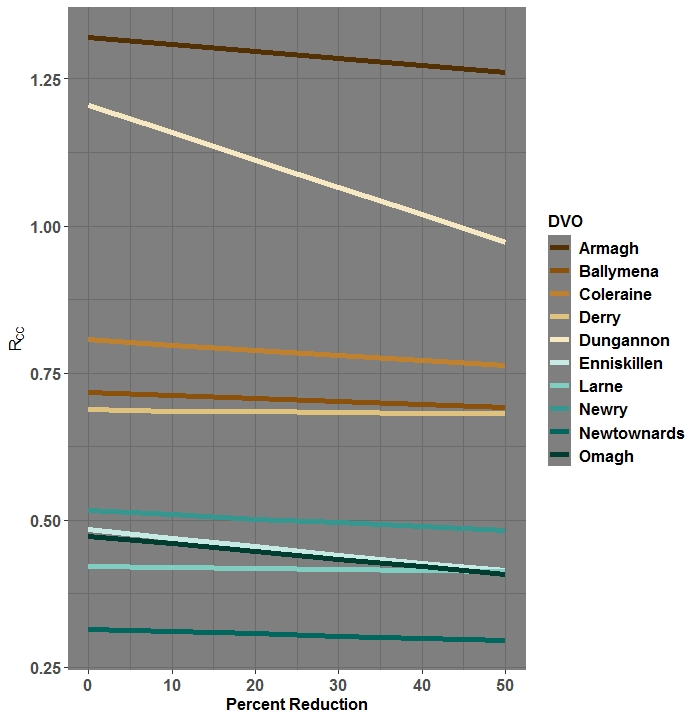 1.25
1.00
0.75
0.50
0.25
Rcc
0 10 20 30 40 50
Percent Reduction
DVO
Armagh
Ballymena
Coleraine
Derry
Dungannon
Enniskillen
Larne
Newry
Newtownards
Omagh